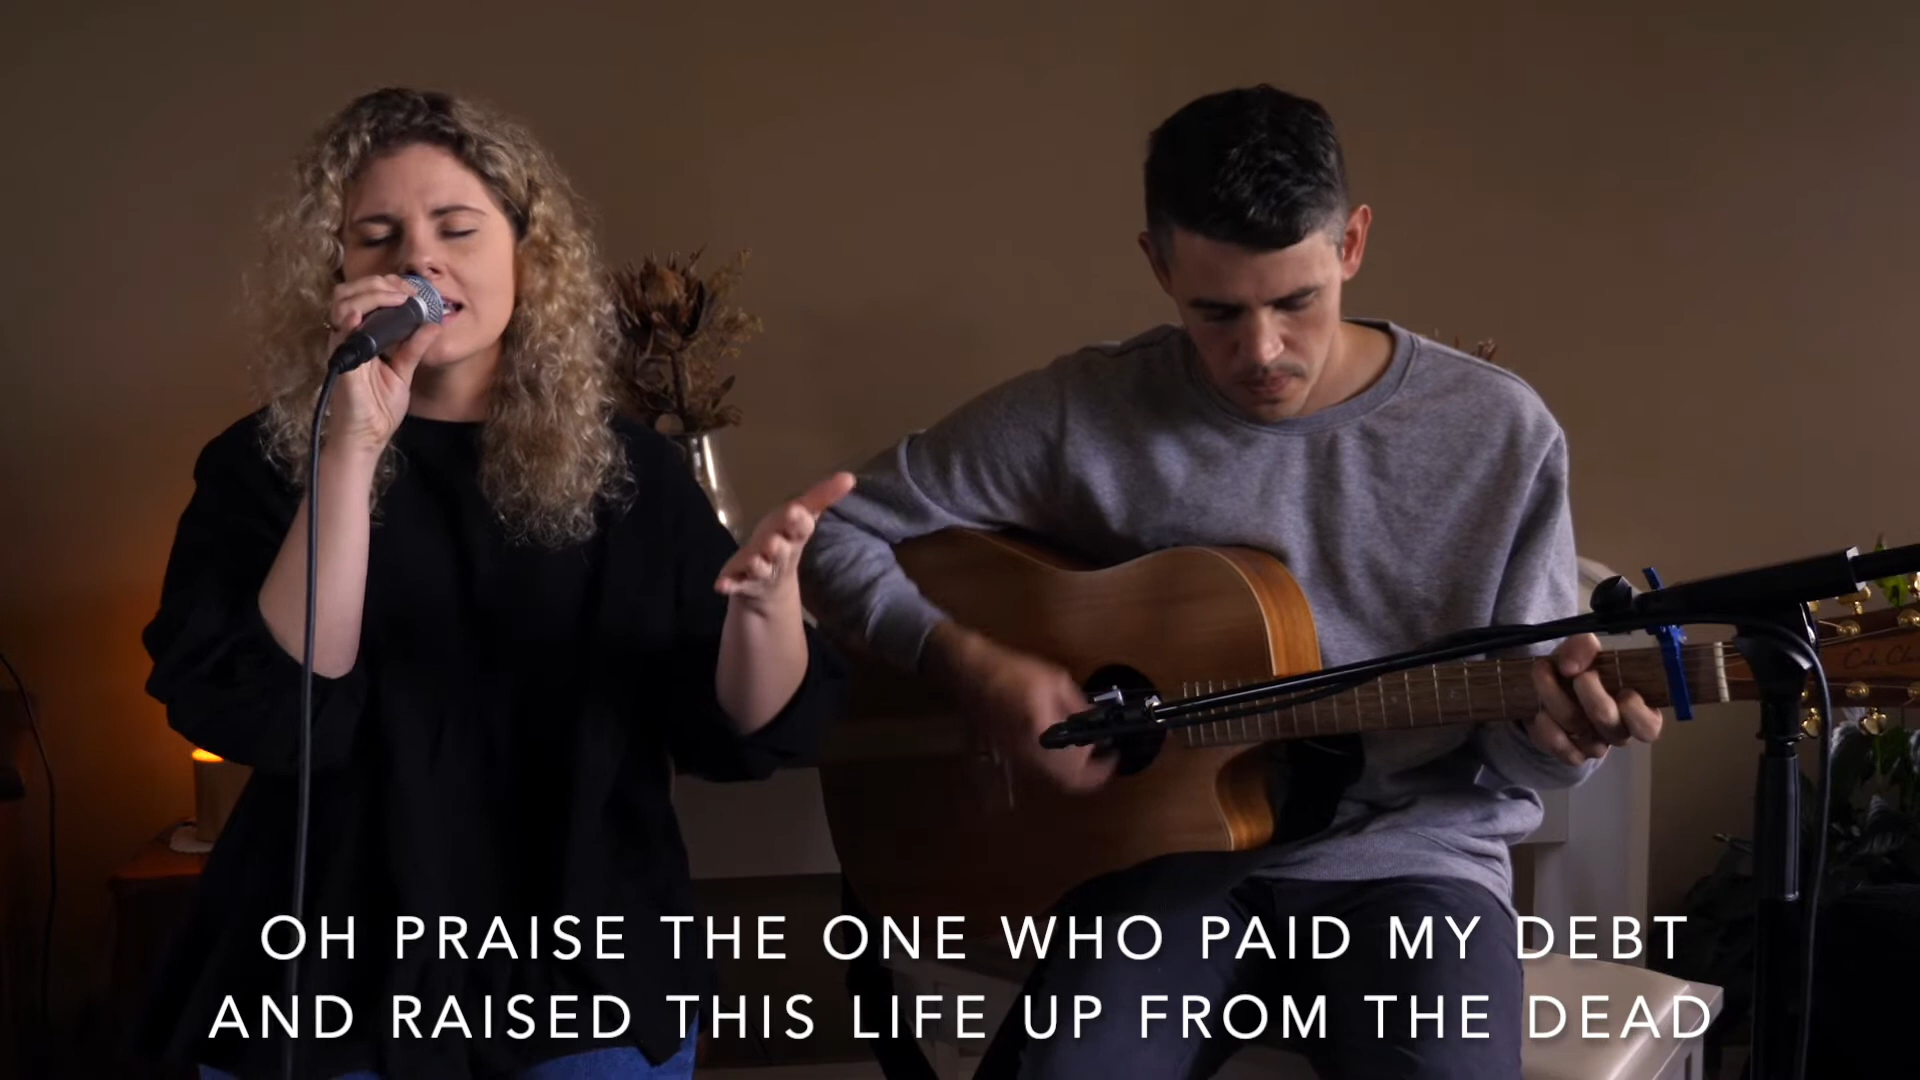 OH PRAISE THE ONE WHO PAID MY DEBT
AND RAISED THIS LIFE UP FROM THE DEAD